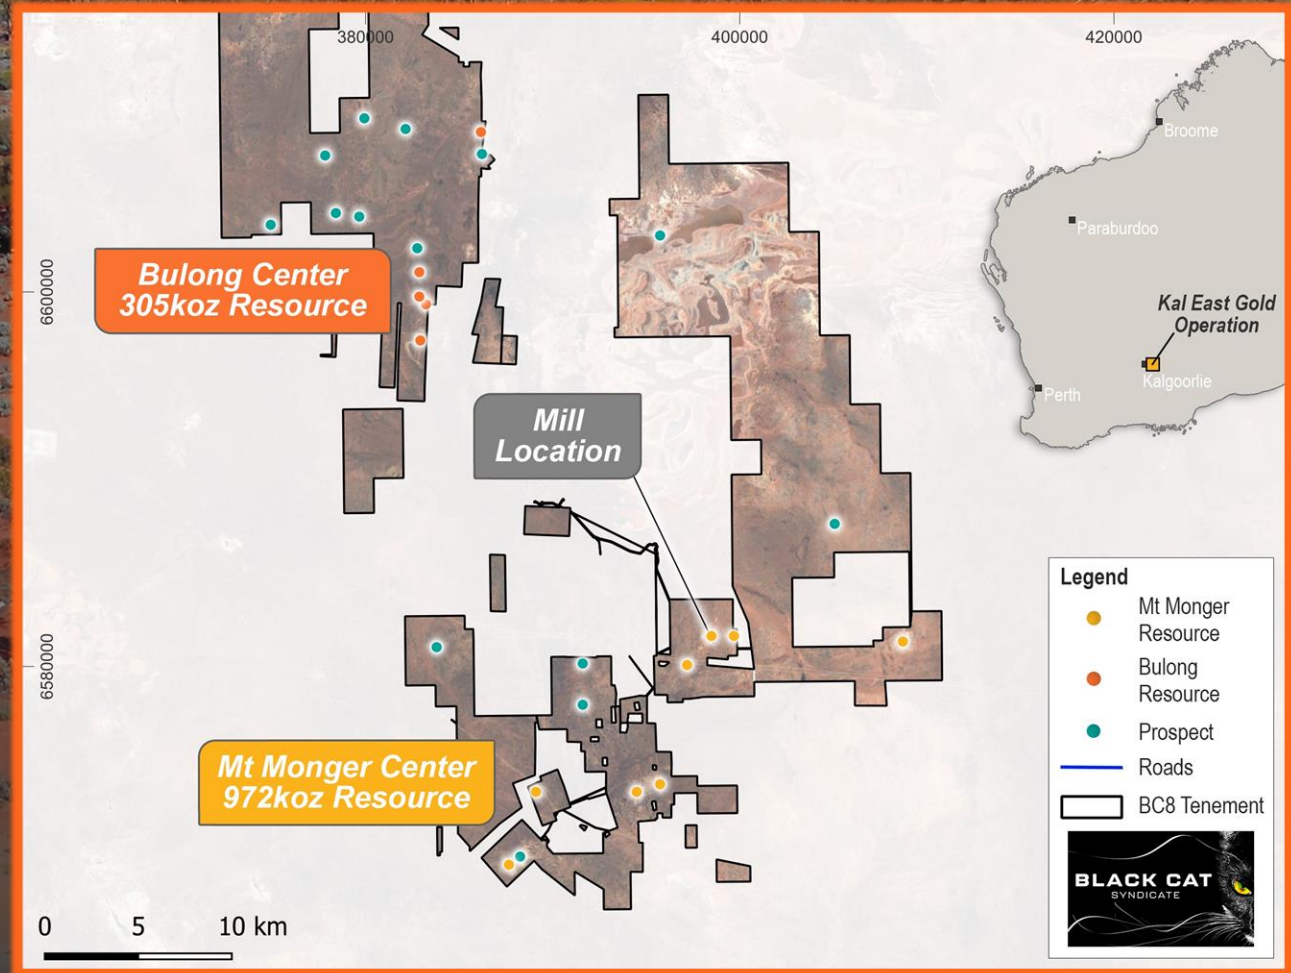 380000
400000
420000
6600000
6580000
Broome
Paraburdoo
Kal East Gold
Operation
Kalgoorlie
Perth
Bulong Center
305koz Resource
Mill
Location
Mt Monger Center
972koz Resource
Legend
Mt Monger
Resource
Bulong
Resource
Prospect
Roads
BC8 Tenement
BLACK CAT
SYNDICATE
0 5 10 km